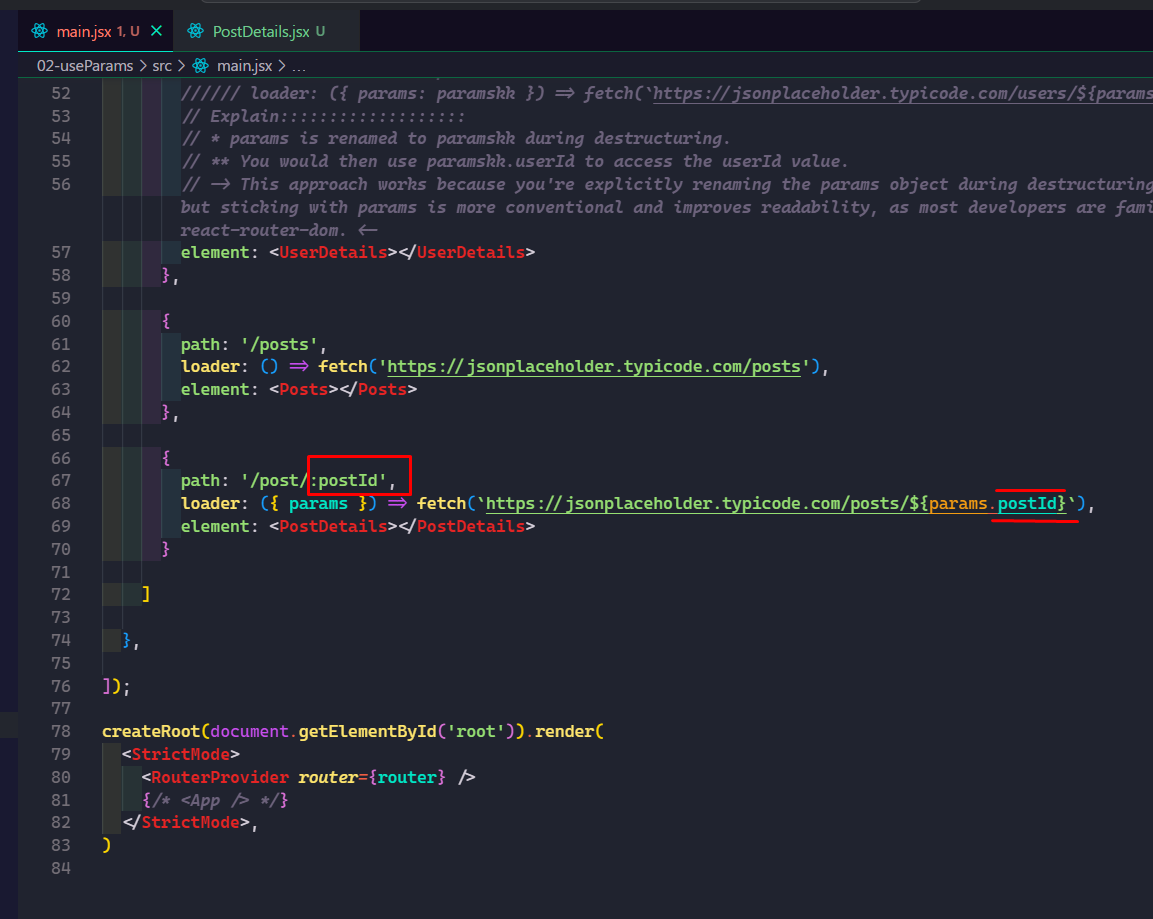 main.jsx 1, U
PostDetails.jsx U
02-useParams > src > main.jsx > ...
52 ////// loader: ({ params: paramskk }) => fetch(`https://jsonplaceholder.typicode.com/users/${params
53 // Explain:::::::::::::::::::
54 // * params is renamed to paramskk during destructuring.
55 // ** You would then use paramskk.userId to access the userId value.
56 // -> This approach works because you're explicitly renaming the params object during destructuring
but sticking with params is more conventional and improves readability, as most developers are fami
react-router-dom. <-
57 element: <UserDetails></UserDetails>
58 },
59
60 {
61 path: '/posts',
62 loader: () => fetch('https://jsonplaceholder.typicode.com/posts'),
63 element: <Posts></Posts>
64 },
65
66 {
67 path: '/post/:postId',
68 loader: ({ params }) => fetch(`https://jsonplaceholder.typicode.com/posts/${params.postId}`),
69 element: <PostDetails></PostDetails>
70 }
71
72 ]
73
74 },
75
76 ]);
77
78 createRoot(document.getElementById('root')).render(
79 <StrictMode>
80 <RouterProvider router={router} />
81 {/* <App /> */}
82 </StrictMode>,
83 )
84